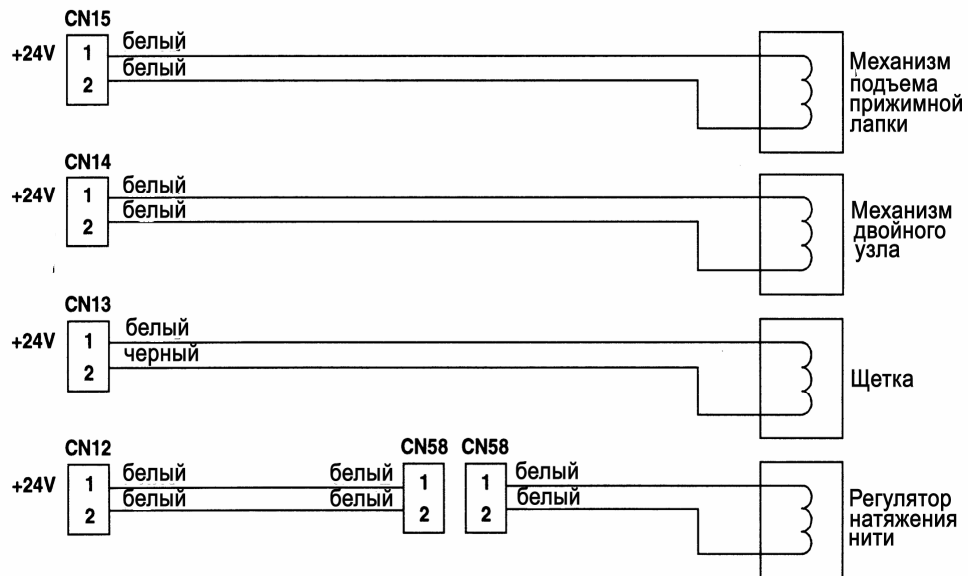 CN15
+24V
1
белый
2
белый
Механизм
подъема
прижимной
лапки
CN14
+24V
1
белый
2
белый
Механизм
двойного
узла
CN13
+24V
1
белый
2
черный
Щетка
CN12
CN58
CN58
+24V
1
белый
белый
1
1
белый
2
белый
белый
2
2
белый
Регулятор
натяжения
нити